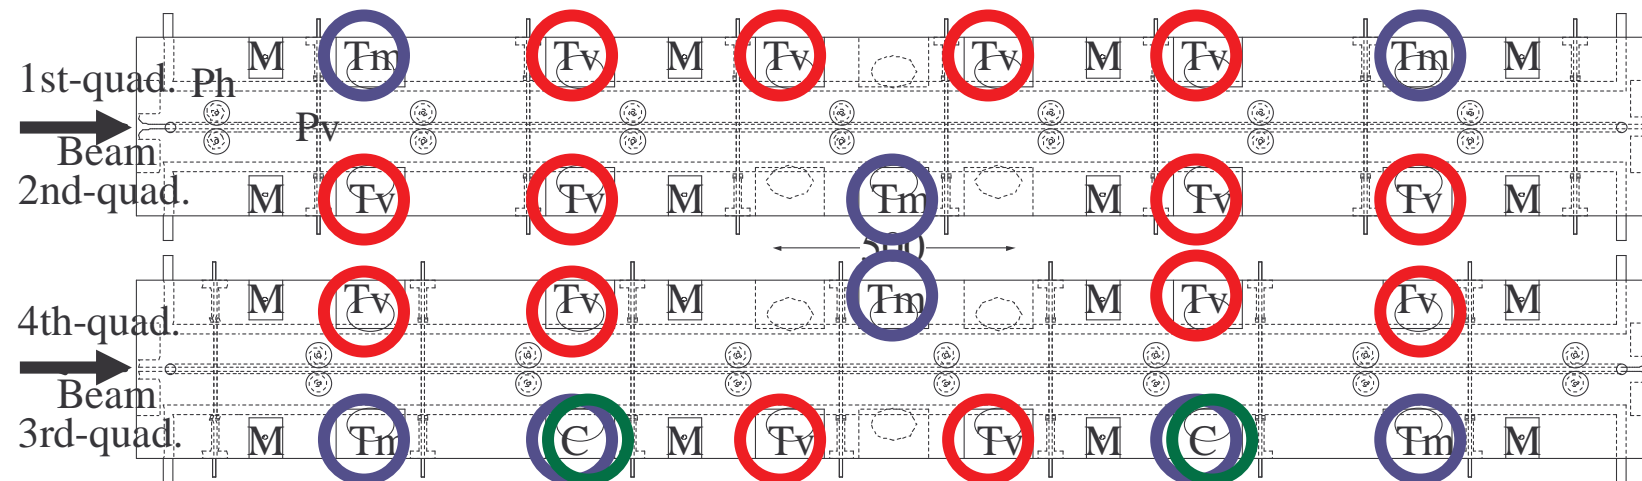 M Tm Tv M Tv Tv M Tv Tm M
1st-quad. Ph
Pv
Beam
2nd-quad. M Tv Tv M Tm M Tv Tv M
500
M Tv Tv M Tm M Tv Tv M
4th-quad.
Beam
3rd-quad. M Tm C M Tv Tv M C Tm M